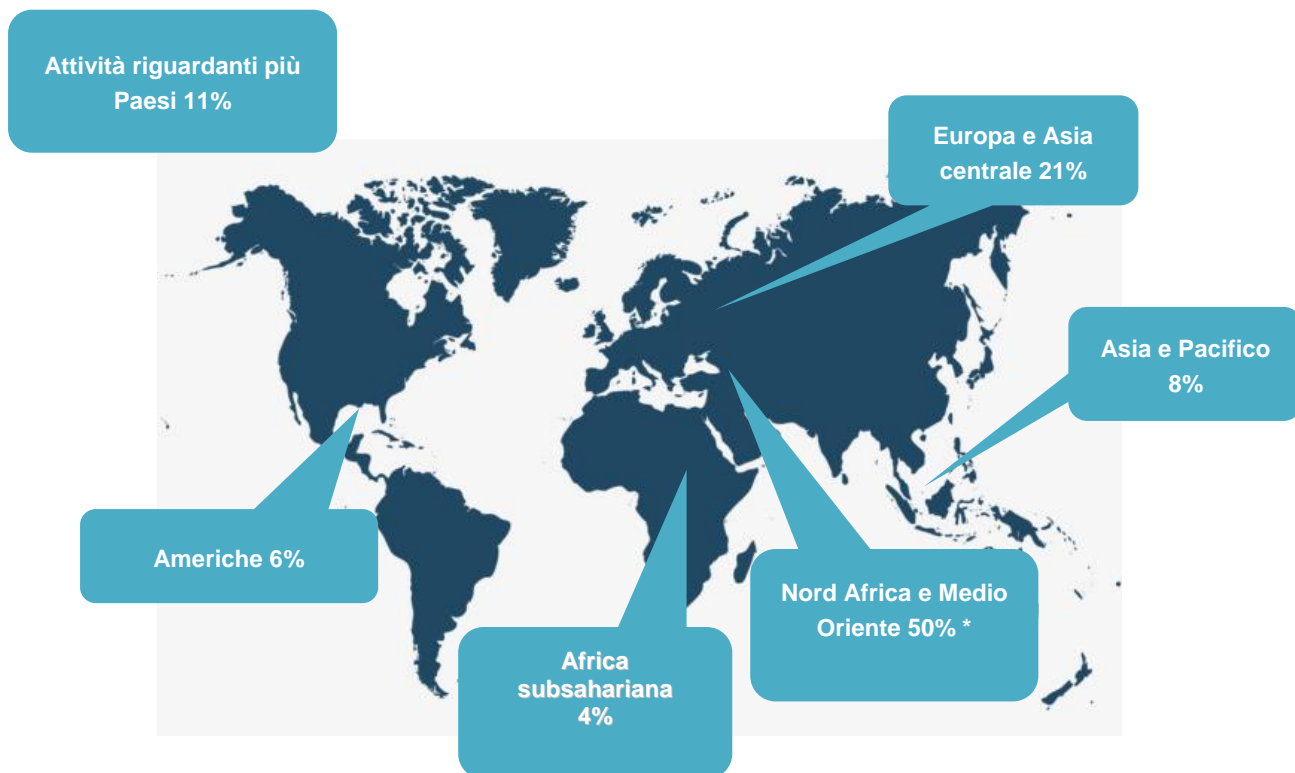 Attività riguardanti più
Paesi 11%
Europa e Asia
centrale 21%
Asia e Pacifico
8%
Americhe 6%
Nord Africa e Medio
Oriente 50% *
Africa
subsahariana
4%